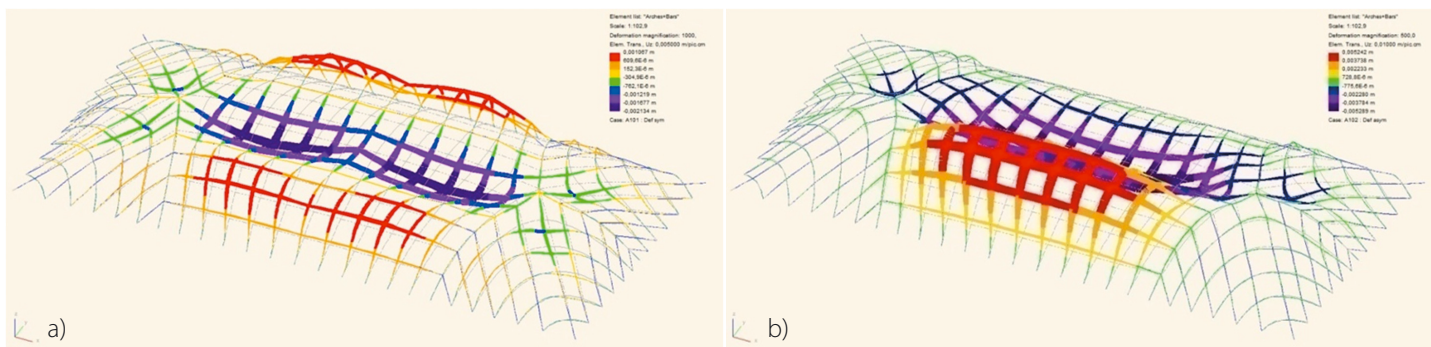 Element list: "Arches+Bars"
Scale: 1:102,9
Deformation magnification: 1000,
Elem. Trans., Uz: 0,005000 m/pic.cm
0,001067 m
609,6E-6 m
152,3E-6 m
-304,9E-6 m
-762,1E-6 m
-0,001219 m
-0,001677 m
-0,002134 m
Case: A101 : Def sym
a)
Element list: "Arches+Bars"
Scale: 1:102,9
Deformation magnification: 500,0
Elem. Trans., Uz: 0,01000 m/pic.cm
0,005242 m
0,003738 m
0,002233 m
728,8E-6 m
-775,6E-6 m
-0,002280 m
-0,003784 m
-0,005289 m
Case: A102 : Def asym
b)